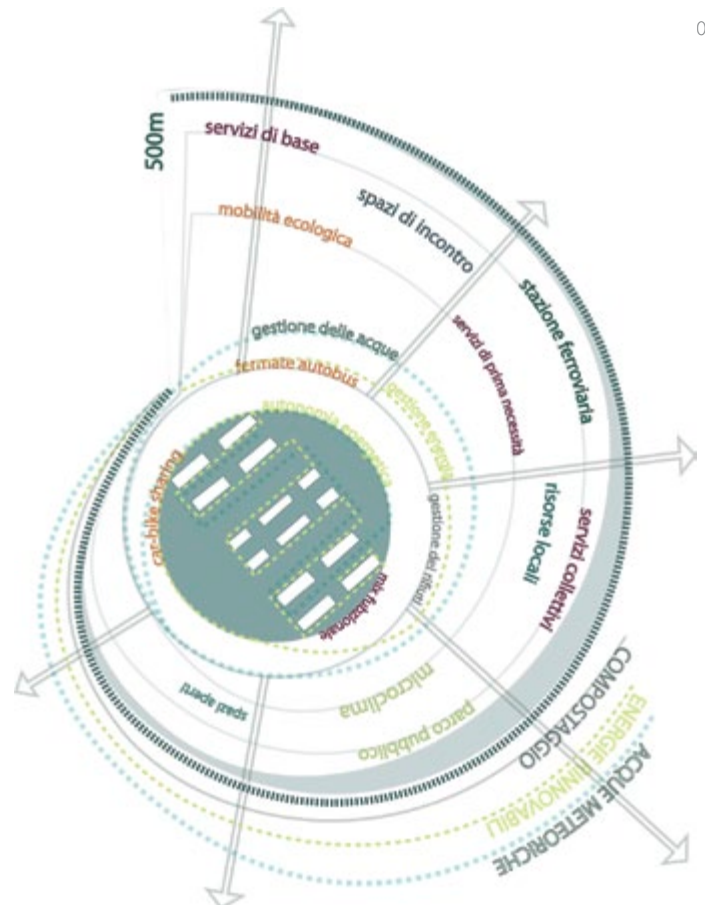 0
500m
servizi di base
spazi di incontro
mobilità ecologica
stazione ferroviaria
servizi di prima necessità
gestione delle acque
fermate autobus
gestione energia
autonomia energetica
car-bike sharing
gestione dei rifiuti
risorse locali
servizi collettivi
mix funzionale
microclima
parco pubblico
spazi aperti
COMPOSTAGGIO
ENERGIE RINNOVABILI
ACQUE METEORICHE